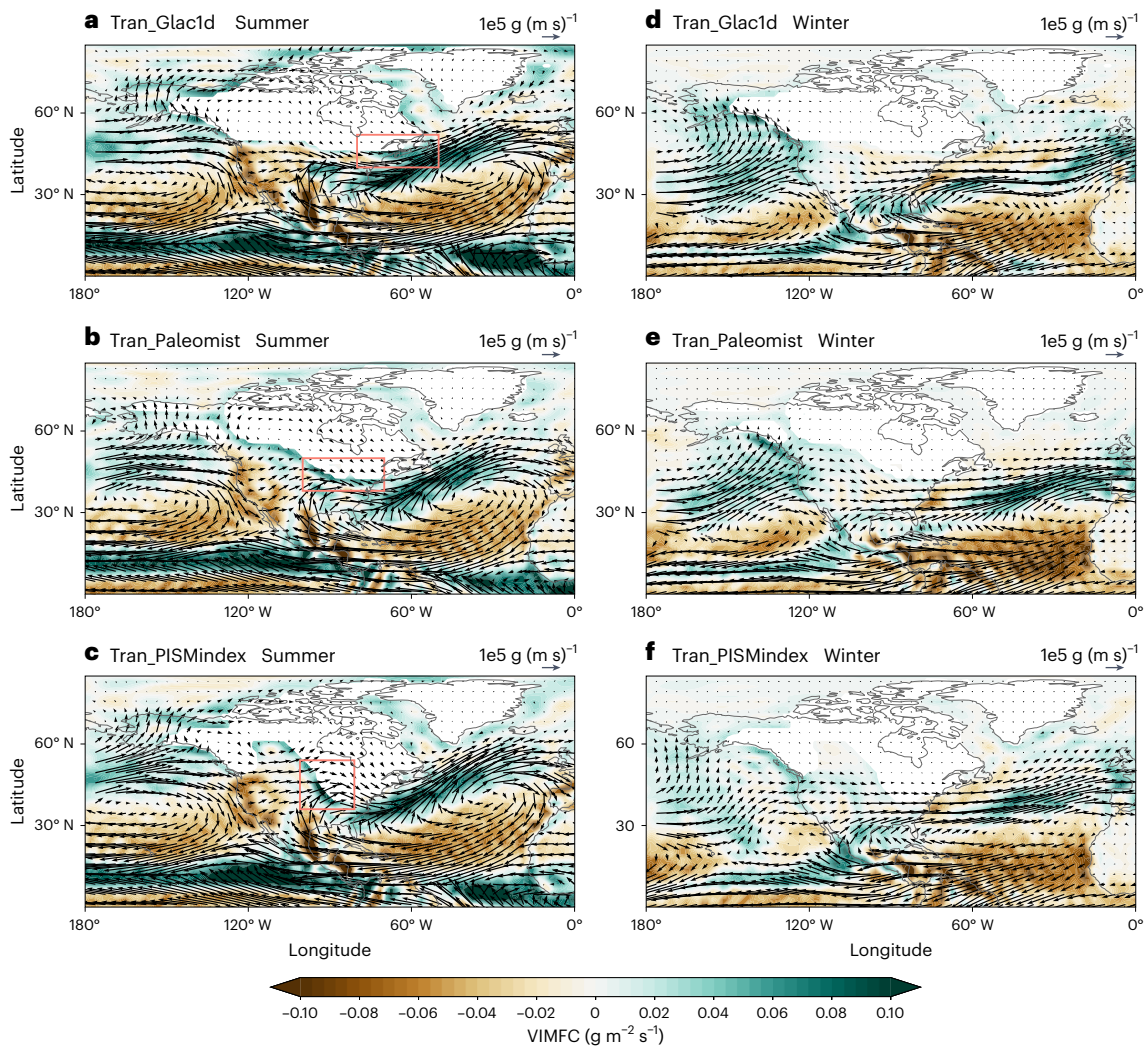 a Tran_Glac1d Summer 1e5 g (m s)⁻¹
60° N
30° N
Latitude
180° 120° W 60° W 0°
d Tran_Glac1d Winter 1e5 g (m s)⁻¹
60° N
30° N
Latitude
180° 120° W 60° W 0°
b Tran_Paleomist Summer 1e5 g (m s)⁻¹
60° N
30° N
Latitude
180° 120° W 60° W 0°
e Tran_Paleomist Winter 1e5 g (m s)⁻¹
60° N
30° N
Latitude
180° 120° W 60° W 0°
c Tran_PISMindex Summer 1e5 g (m s)⁻¹
60° N
30° N
Latitude
180° 120° W 60° W 0°
Longitude
f Tran_PISMindex Winter 1e5 g (m s)⁻¹
60
30
Latitude
180° 120° W 60° W 0°
Longitude
−0.10 −0.08 −0.06 −0.04 −0.02 0 0.02 0.04 0.06 0.08 0.10
VIMFC (g m⁻² s⁻¹)